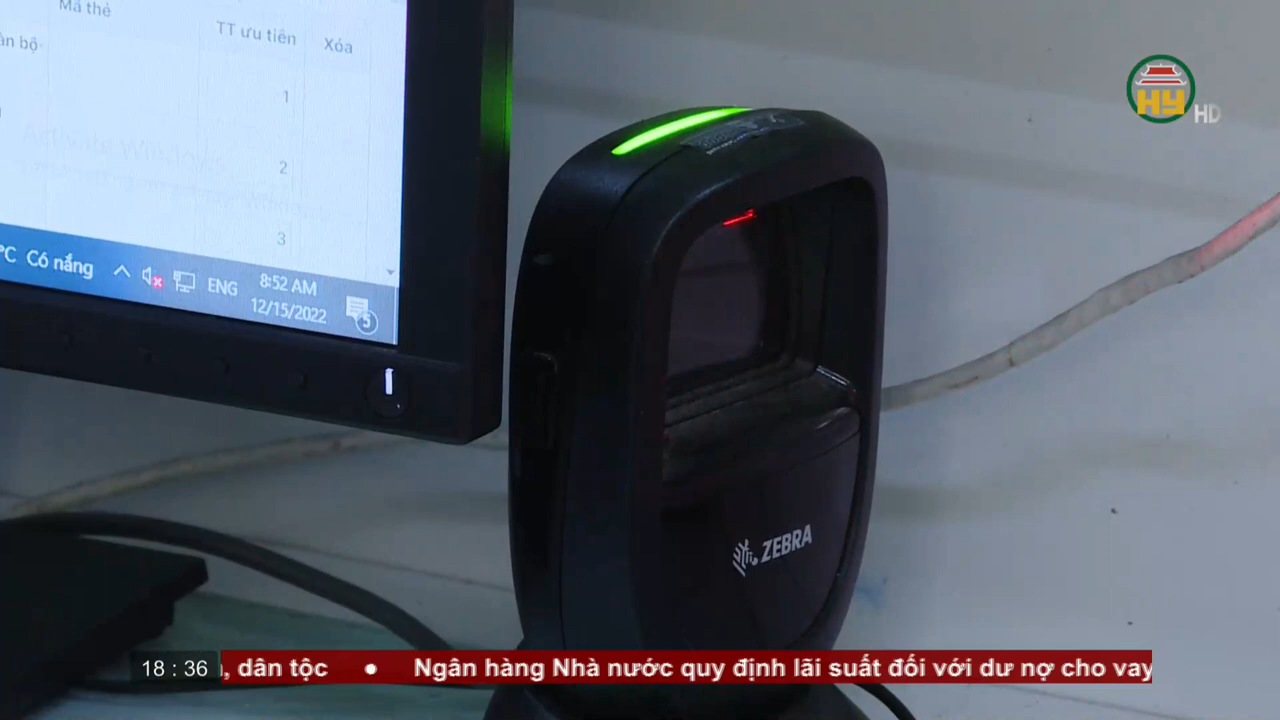 Mã thẻ
TT ưu tiên
Xóa
1
2
3
Activate Windows
°C Có nắng
ENG
8:52 AM
12/15/2022
5
HY HD
ZEBRA
18 : 36
, dân tộc • Ngân hàng Nhà nước quy định lãi suất đối với dư nợ cho vay